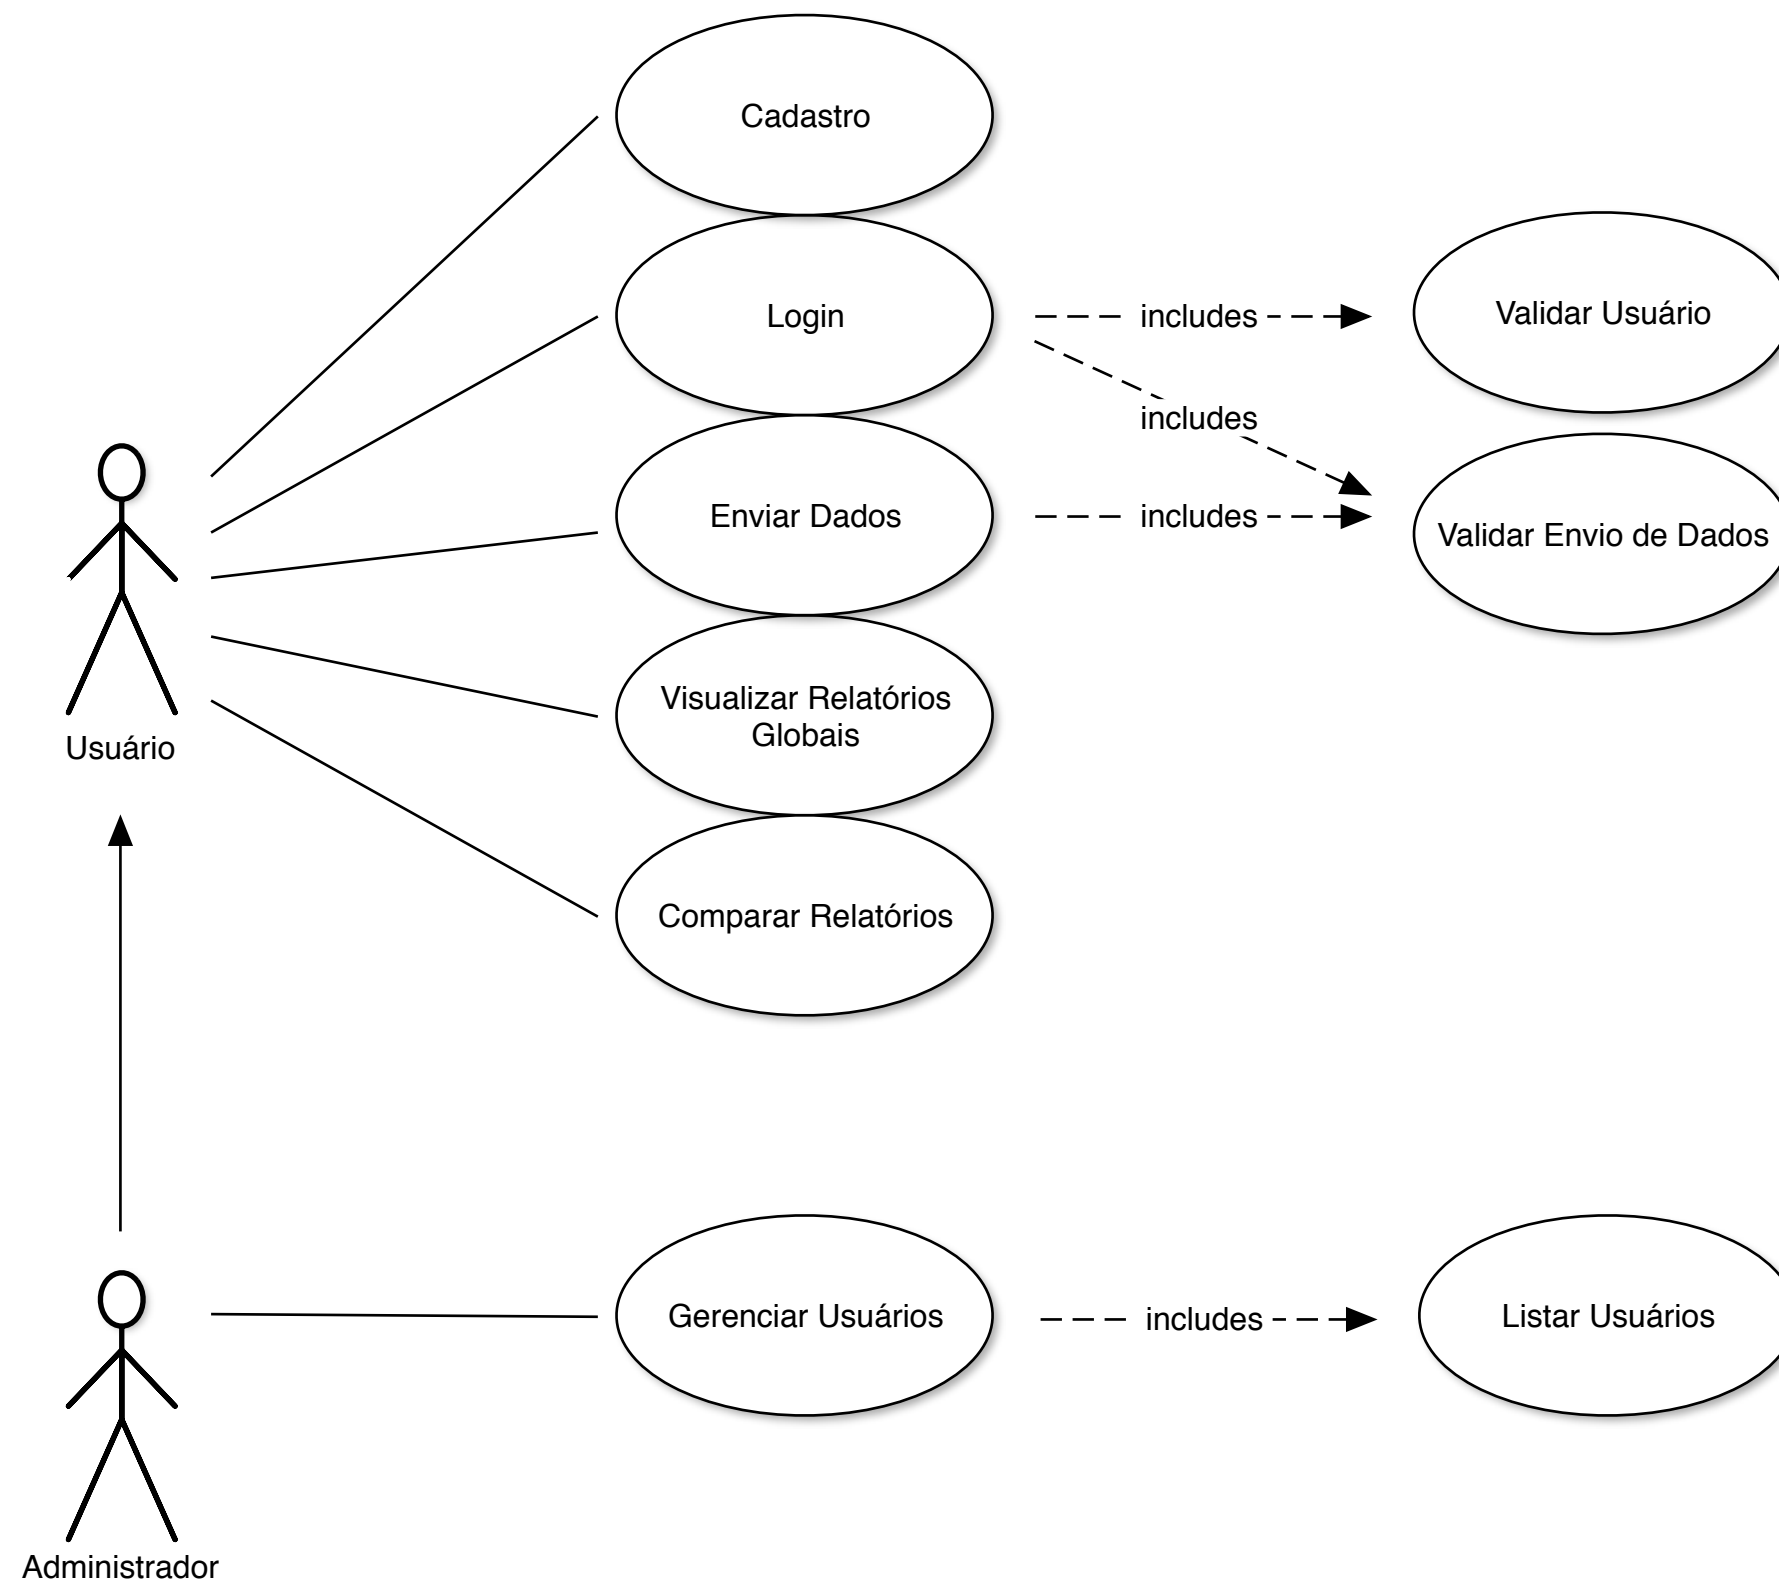 Cadastro
Login
includes
Validar Usuário
includes
Enviar Dados
includes
Validar Envio de Dados
Visualizar Relatórios
Globais
Usuário
Comparar Relatórios
Gerenciar Usuários
includes
Listar Usuários
Administrador